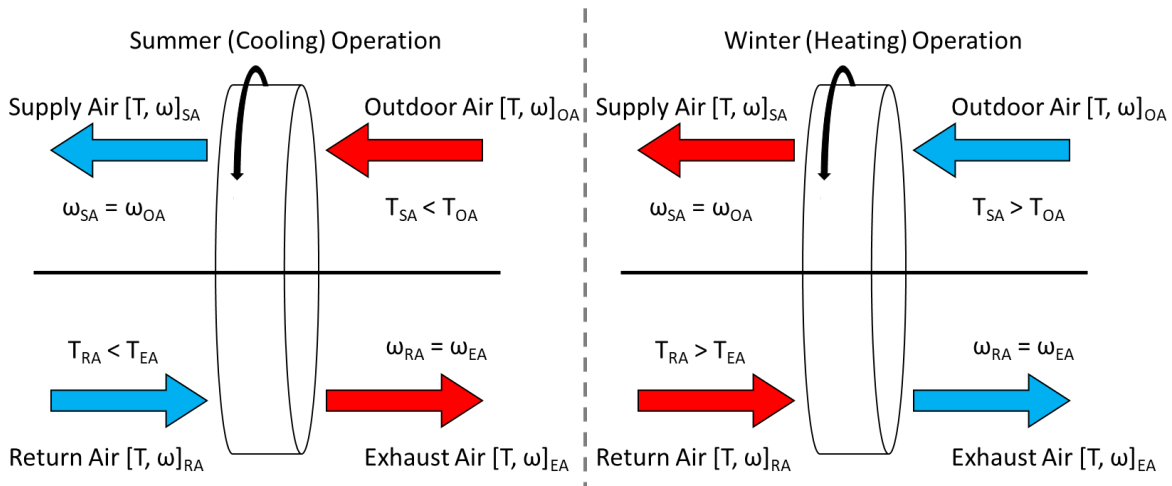 Summer (Cooling) Operation
Supply Air [T, ω]SA
Outdoor Air [T, ω]OA
ωSA = ωOA
TSA < TOA
TRA < TEA
ωRA = ωEA
Return Air [T, ω]RA
Exhaust Air [T, ω]EA
Winter (Heating) Operation
Supply Air [T, ω]SA
Outdoor Air [T, ω]OA
ωSA = ωOA
TSA > TOA
TRA > TEA
ωRA = ωEA
Return Air [T, ω]RA
Exhaust Air [T, ω]EA